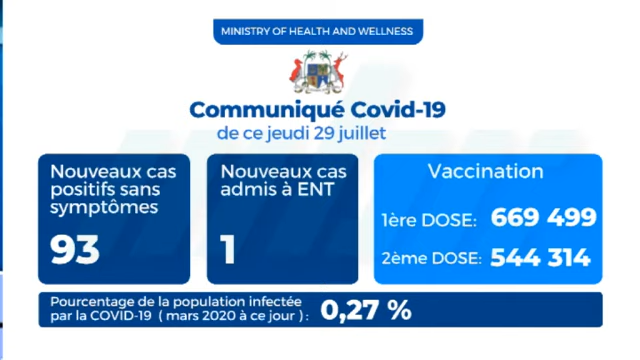 MINISTRY OF HEALTH AND WELLNESS
Communiqué Covid-19
de ce jeudi 29 juillet
Nouveaux cas
positifs sans
symptômes
93
Nouveaux cas
admis à ENT
1
Vaccination
1ère DOSE: 669 499
2ème DOSE: 544 314
Pourcentage de la population infectée
par la COVID-19 ( mars 2020 à ce jour ) : 0,27 %